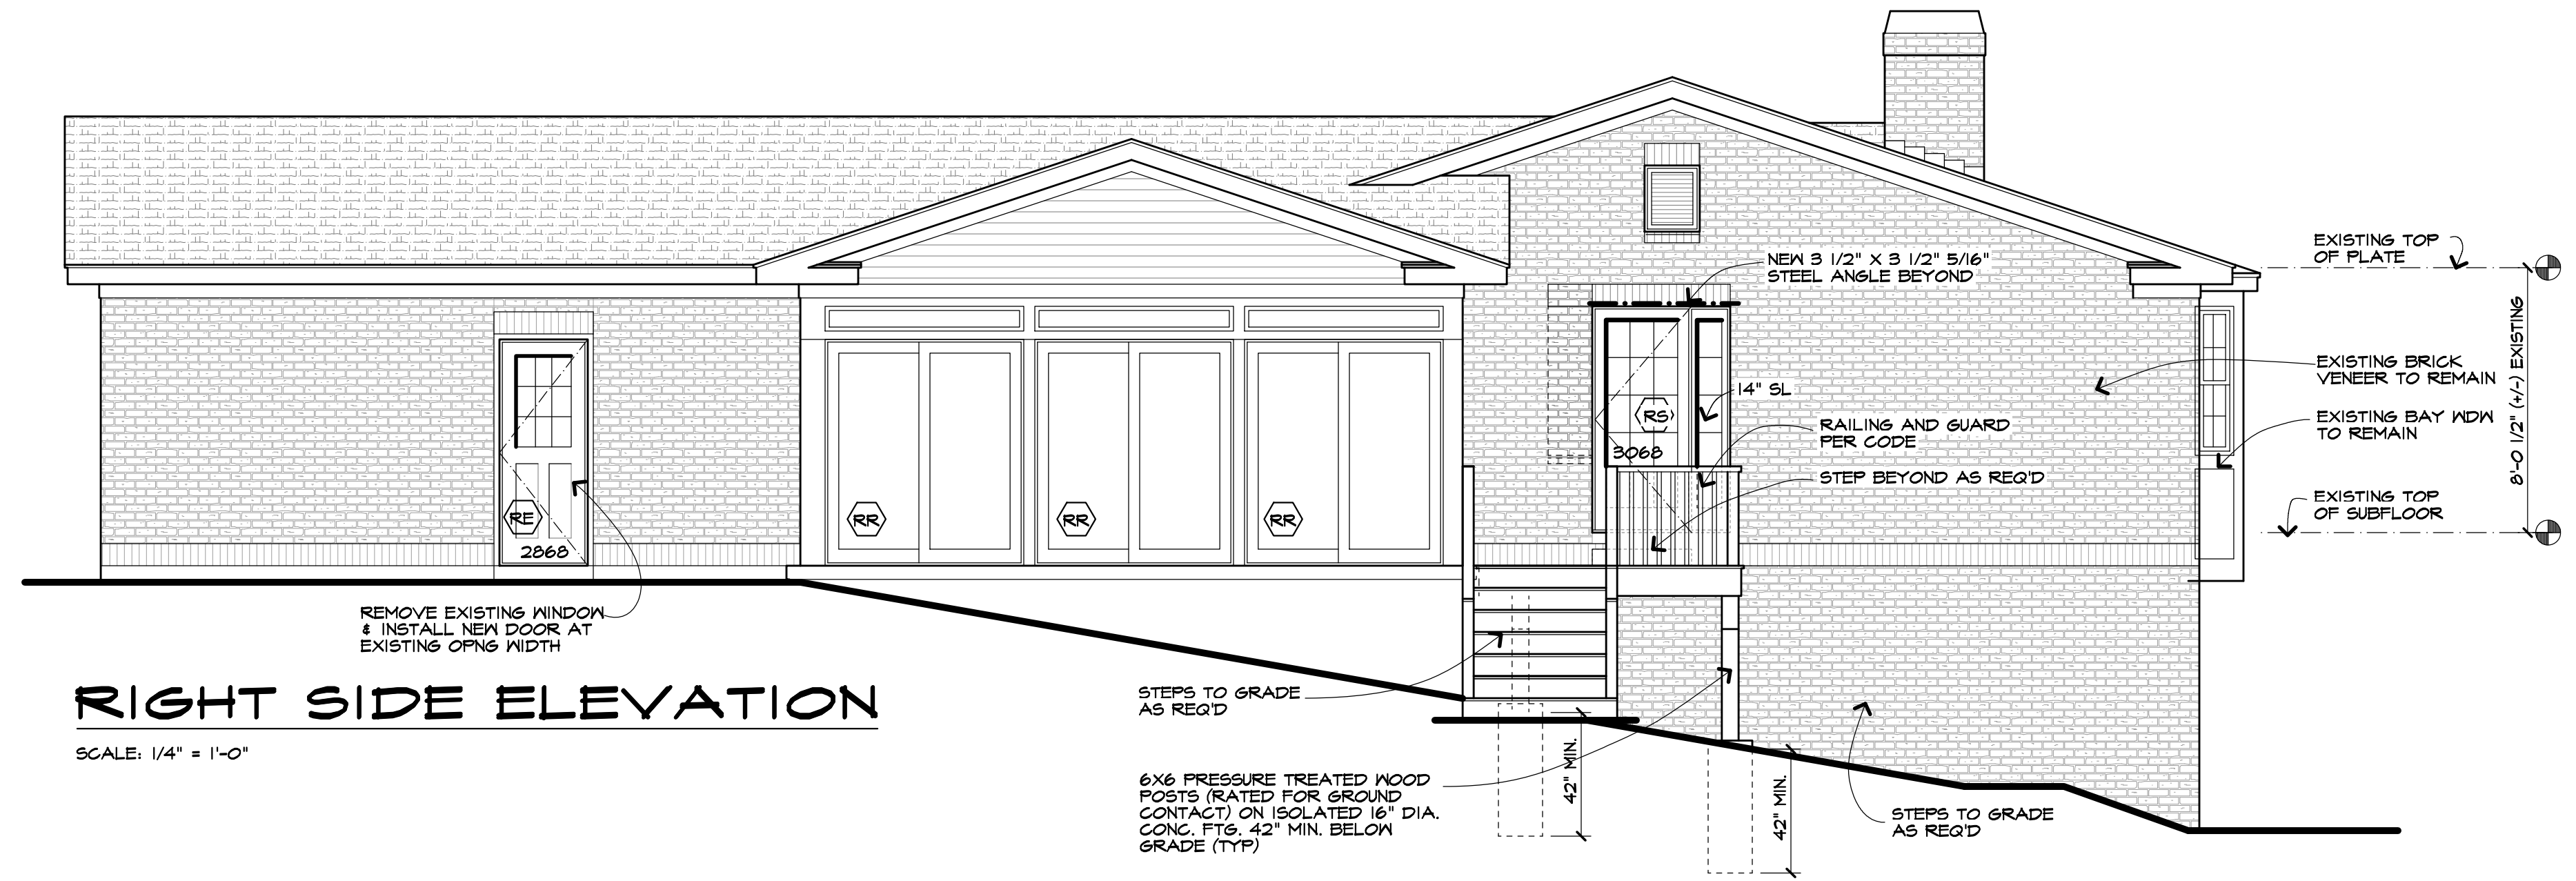 EXISTING TOP
OF PLATE
NEW 3 1/2" X 3 1/2" 5/16"
STEEL ANGLE BEYOND
8'-0 1/2" (+/-) EXISTING
EXISTING BRICK
VENEER TO REMAIN
14" SL
RS
EXISTING BAY WDW
TO REMAIN
RAILING AND GUARD
PER CODE
3068
STEP BEYOND AS REQ'D
EXISTING TOP
OF SUBFLOOR
RE
2868
RR
RR
RR
REMOVE EXISTING WINDOW
& INSTALL NEW DOOR AT
EXISTING OPNG WIDTH
RIGHT SIDE ELEVATION
SCALE: 1/4" = 1'-0"
STEPS TO GRADE
AS REQ'D
6X6 PRESSURE TREATED WOOD
POSTS (RATED FOR GROUND
CONTACT) ON ISOLATED 16" DIA.
CONC. FTG. 42" MIN. BELOW
GRADE (TYP)
42" MIN.
42" MIN.
STEPS TO GRADE
AS REQ'D